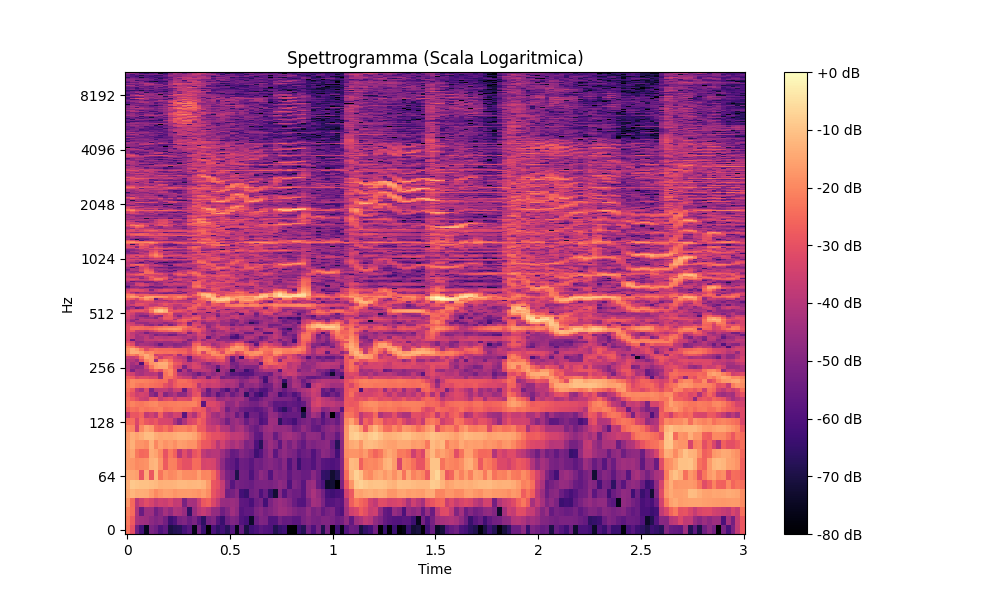 Spettrogramma (Scala Logaritmica)
Hz
8192
4096
2048
1024
512
256
128
64
0
0 0.5 1 1.5 2 2.5 3
Time
+0 dB
-10 dB
-20 dB
-30 dB
-40 dB
-50 dB
-60 dB
-70 dB
-80 dB